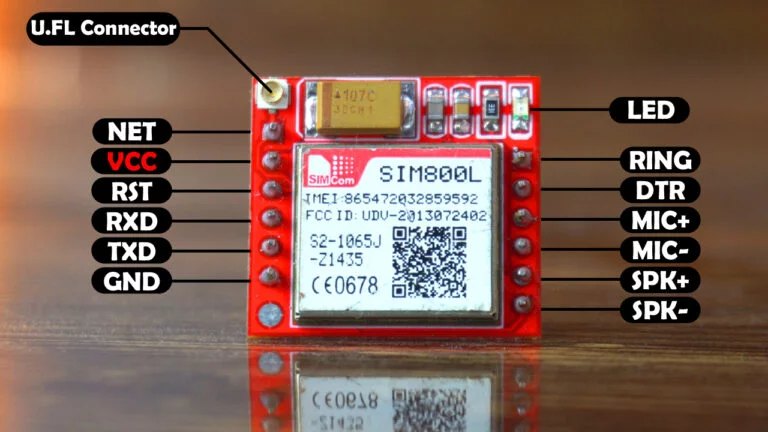 U.FL Connector
107C
LED
NET
VCC
RST
RXD
TXD
GND
SIMCom
SIM800L
IMEI:865472032859592
FCC ID: UDV-2013072402
S2-1065J
-Z1435
CE0678
RING
DTR
MIC+
MIC-
SPK+
SPK-